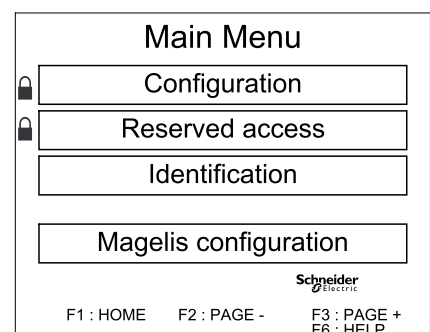 Main Menu
Configuration
Reserved access
Identification
Magelis configuration
Schneider
Electric
F1 : HOME F2 : PAGE - F3 : PAGE +
F6 : HELP